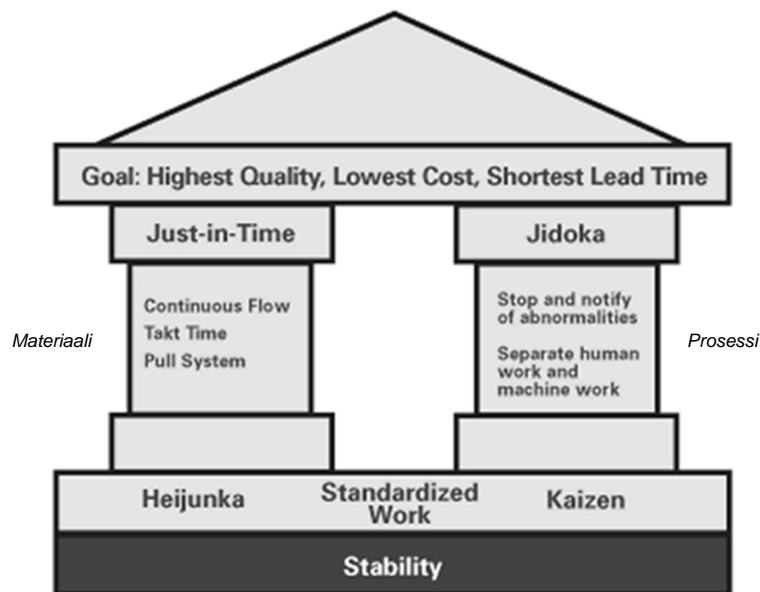 Goal: Highest Quality, Lowest Cost, Shortest Lead Time
Just-in-Time
Jidoka
Materiaali
Continuous Flow
Takt Time
Pull System
Stop and notify
of abnormalities
Separate human
work and
machine work
Prosessi
Heijunka
Standardized
Work
Kaizen
Stability